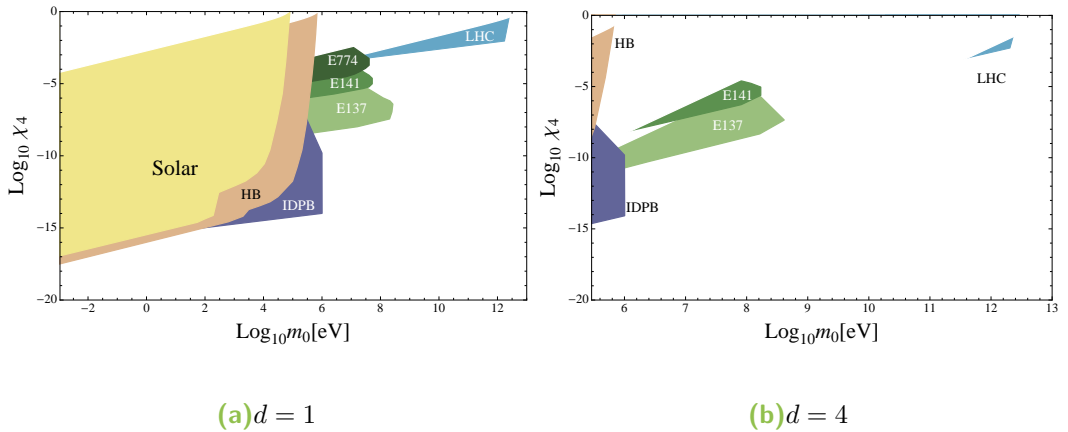 0
LHC
E774
-5
E141
E137
Log₁₀ χ₄
-10
Solar
HB
IDPB
-15
-20
-2 0 2 4 6 8 10 12
Log₁₀m₀[eV]
(a)d = 1
0
HB
LHC
-5
E141
E137
Log₁₀ χ₄
-10
IDPB
-15
-20
6 7 8 9 10 11 12 13
Log₁₀m₀[eV]
(b)d = 4